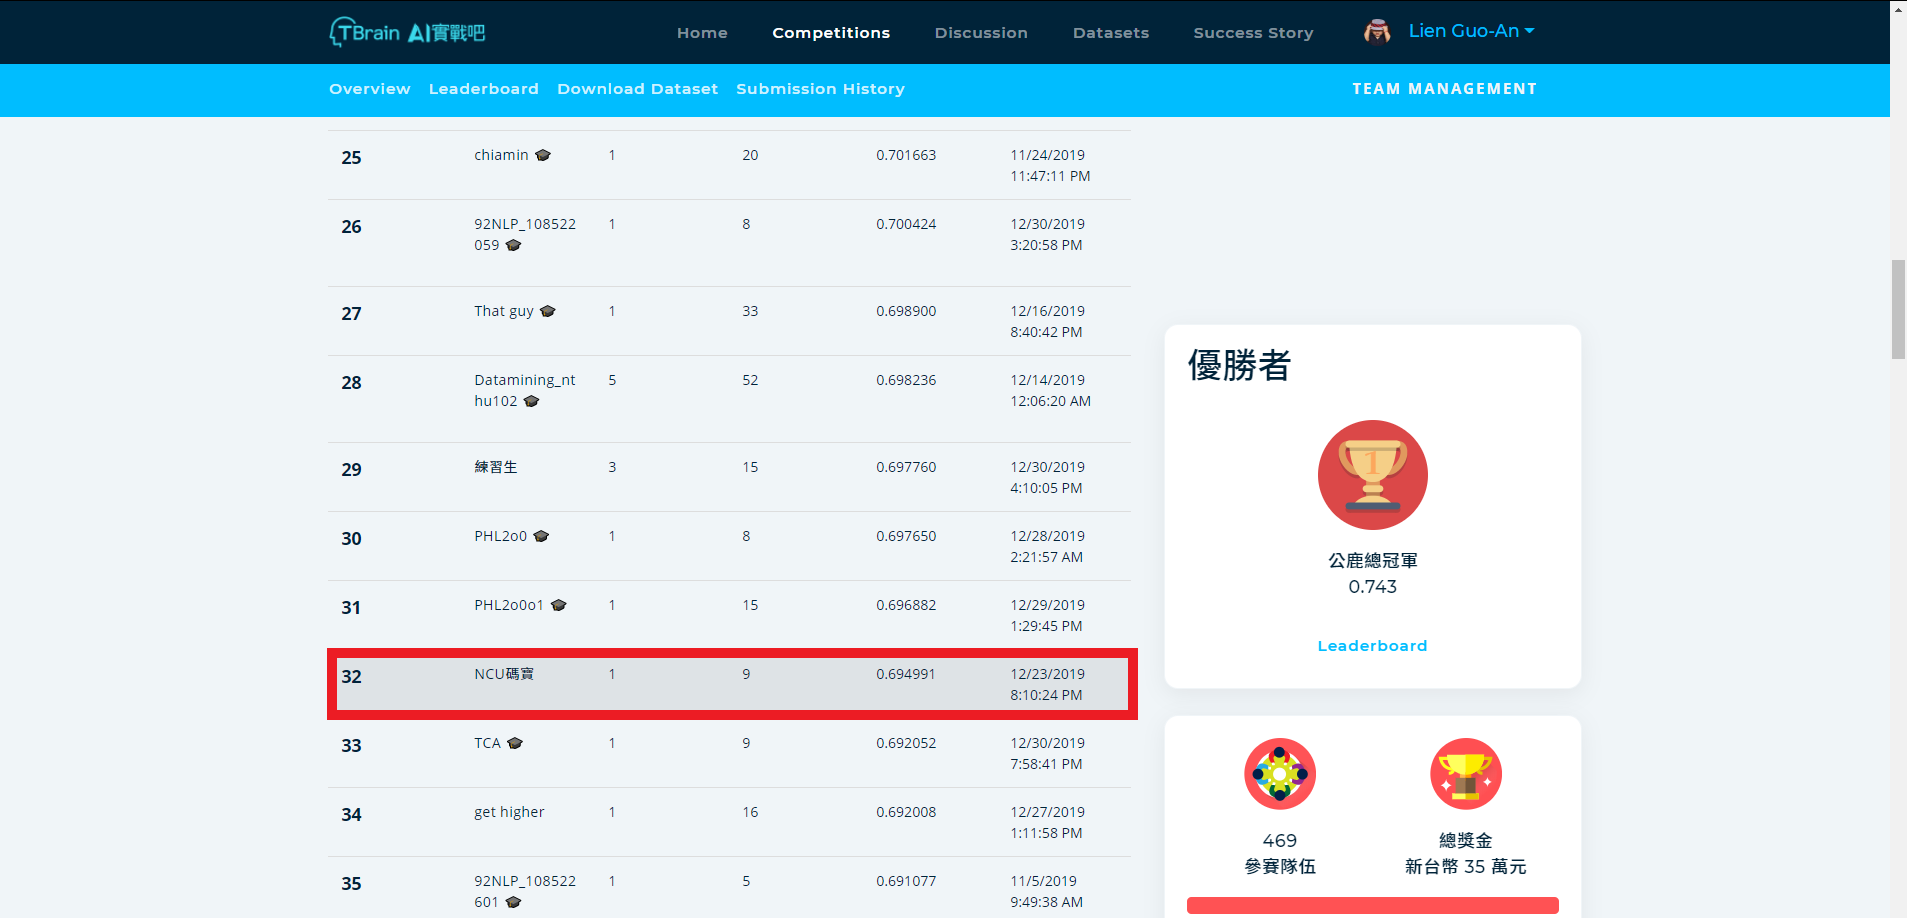 TBrain AI實戰吧
Home Competitions Discussion Datasets Success Story Lien Guo-An
Overview Leaderboard Download Dataset Submission History TEAM MANAGEMENT
25 chiamin 1 20 0.701663 11/24/2019
11:47:11 PM
26 92NLP_108522 1 8 0.700424 12/30/2019
059 3:20:58 PM
27 That guy 1 33 0.698900 12/16/2019
8:40:42 PM
28 Datamining_nt 5 52 0.698236 12/14/2019
hu102 12:06:20 AM
29 練習生 3 15 0.697760 12/30/2019
4:10:05 PM
30 PHL2o0 1 8 0.697650 12/28/2019
2:21:57 AM
31 PHL2o0o1 1 15 0.696882 12/29/2019
1:29:45 PM
32 NCU碼寶 1 9 0.694991 12/23/2019
8:10:24 PM
33 TCA 1 9 0.692052 12/30/2019
7:58:41 PM
34 get higher 1 16 0.692008 12/27/2019
1:11:58 PM
35 92NLP_108522 1 5 0.691077 11/5/2019
601 9:49:38 AM
優勝者
1
公鹿總冠軍
0.743
Leaderboard
469
參賽隊伍
總獎金
新台幣 35 萬元